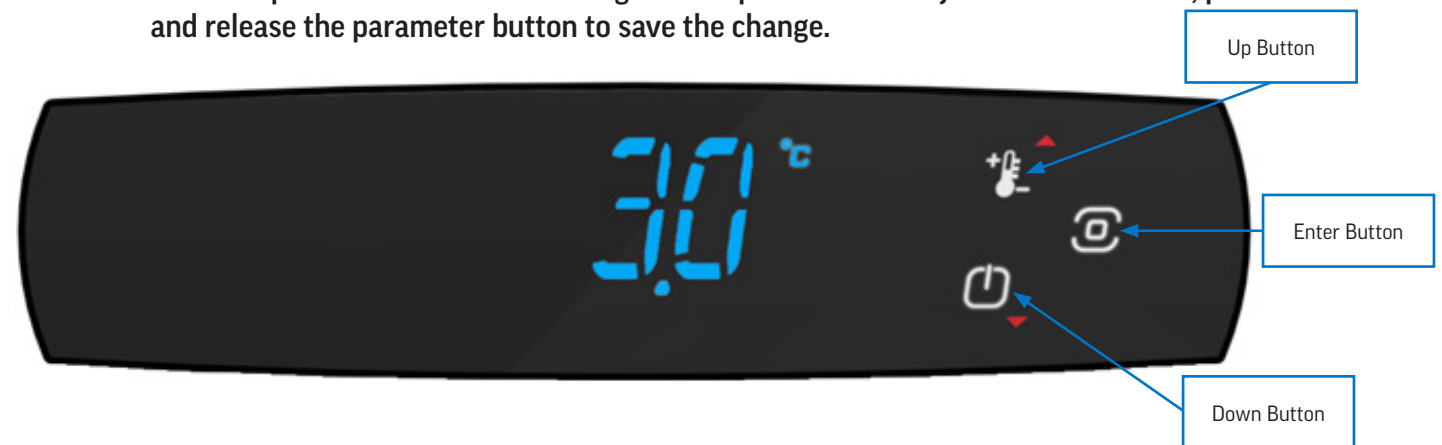 and release the parameter button to save the change.
Up Button
3.0 °C
Enter Button
Down Button